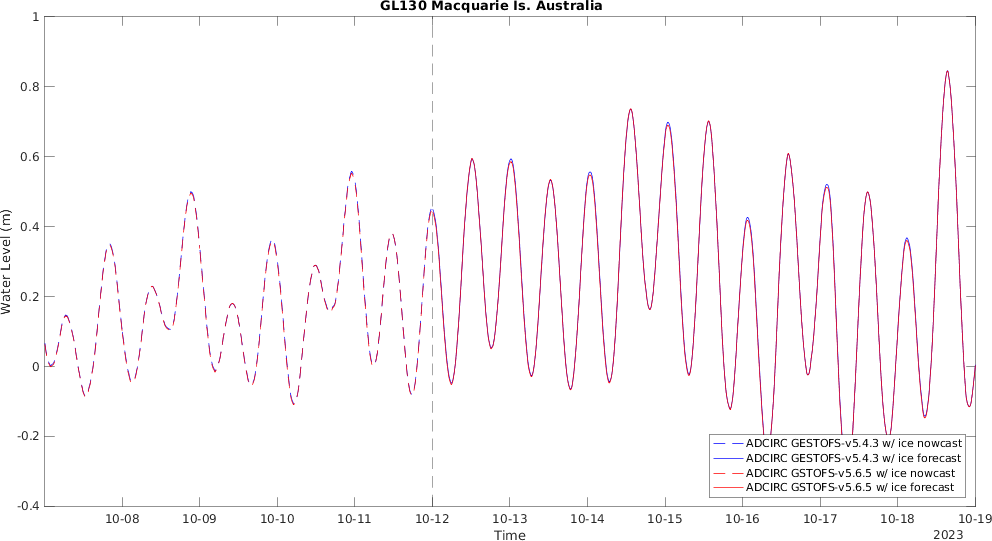 GL130 Macquarie Is. Australia
Water Level (m)
1
0.8
0.6
0.4
0.2
0
-0.2
-0.4
ADCIRC GESTOFS-v5.4.3 w/ ice nowcast
ADCIRC GESTOFS-v5.4.3 w/ ice forecast
ADCIRC GSTOFS-v5.6.5 w/ ice nowcast
ADCIRC GSTOFS-v5.6.5 w/ ice forecast
10-08 10-09 10-10 10-11 10-12 10-13 10-14 10-15 10-16 10-17 10-18 10-19
Time
2023